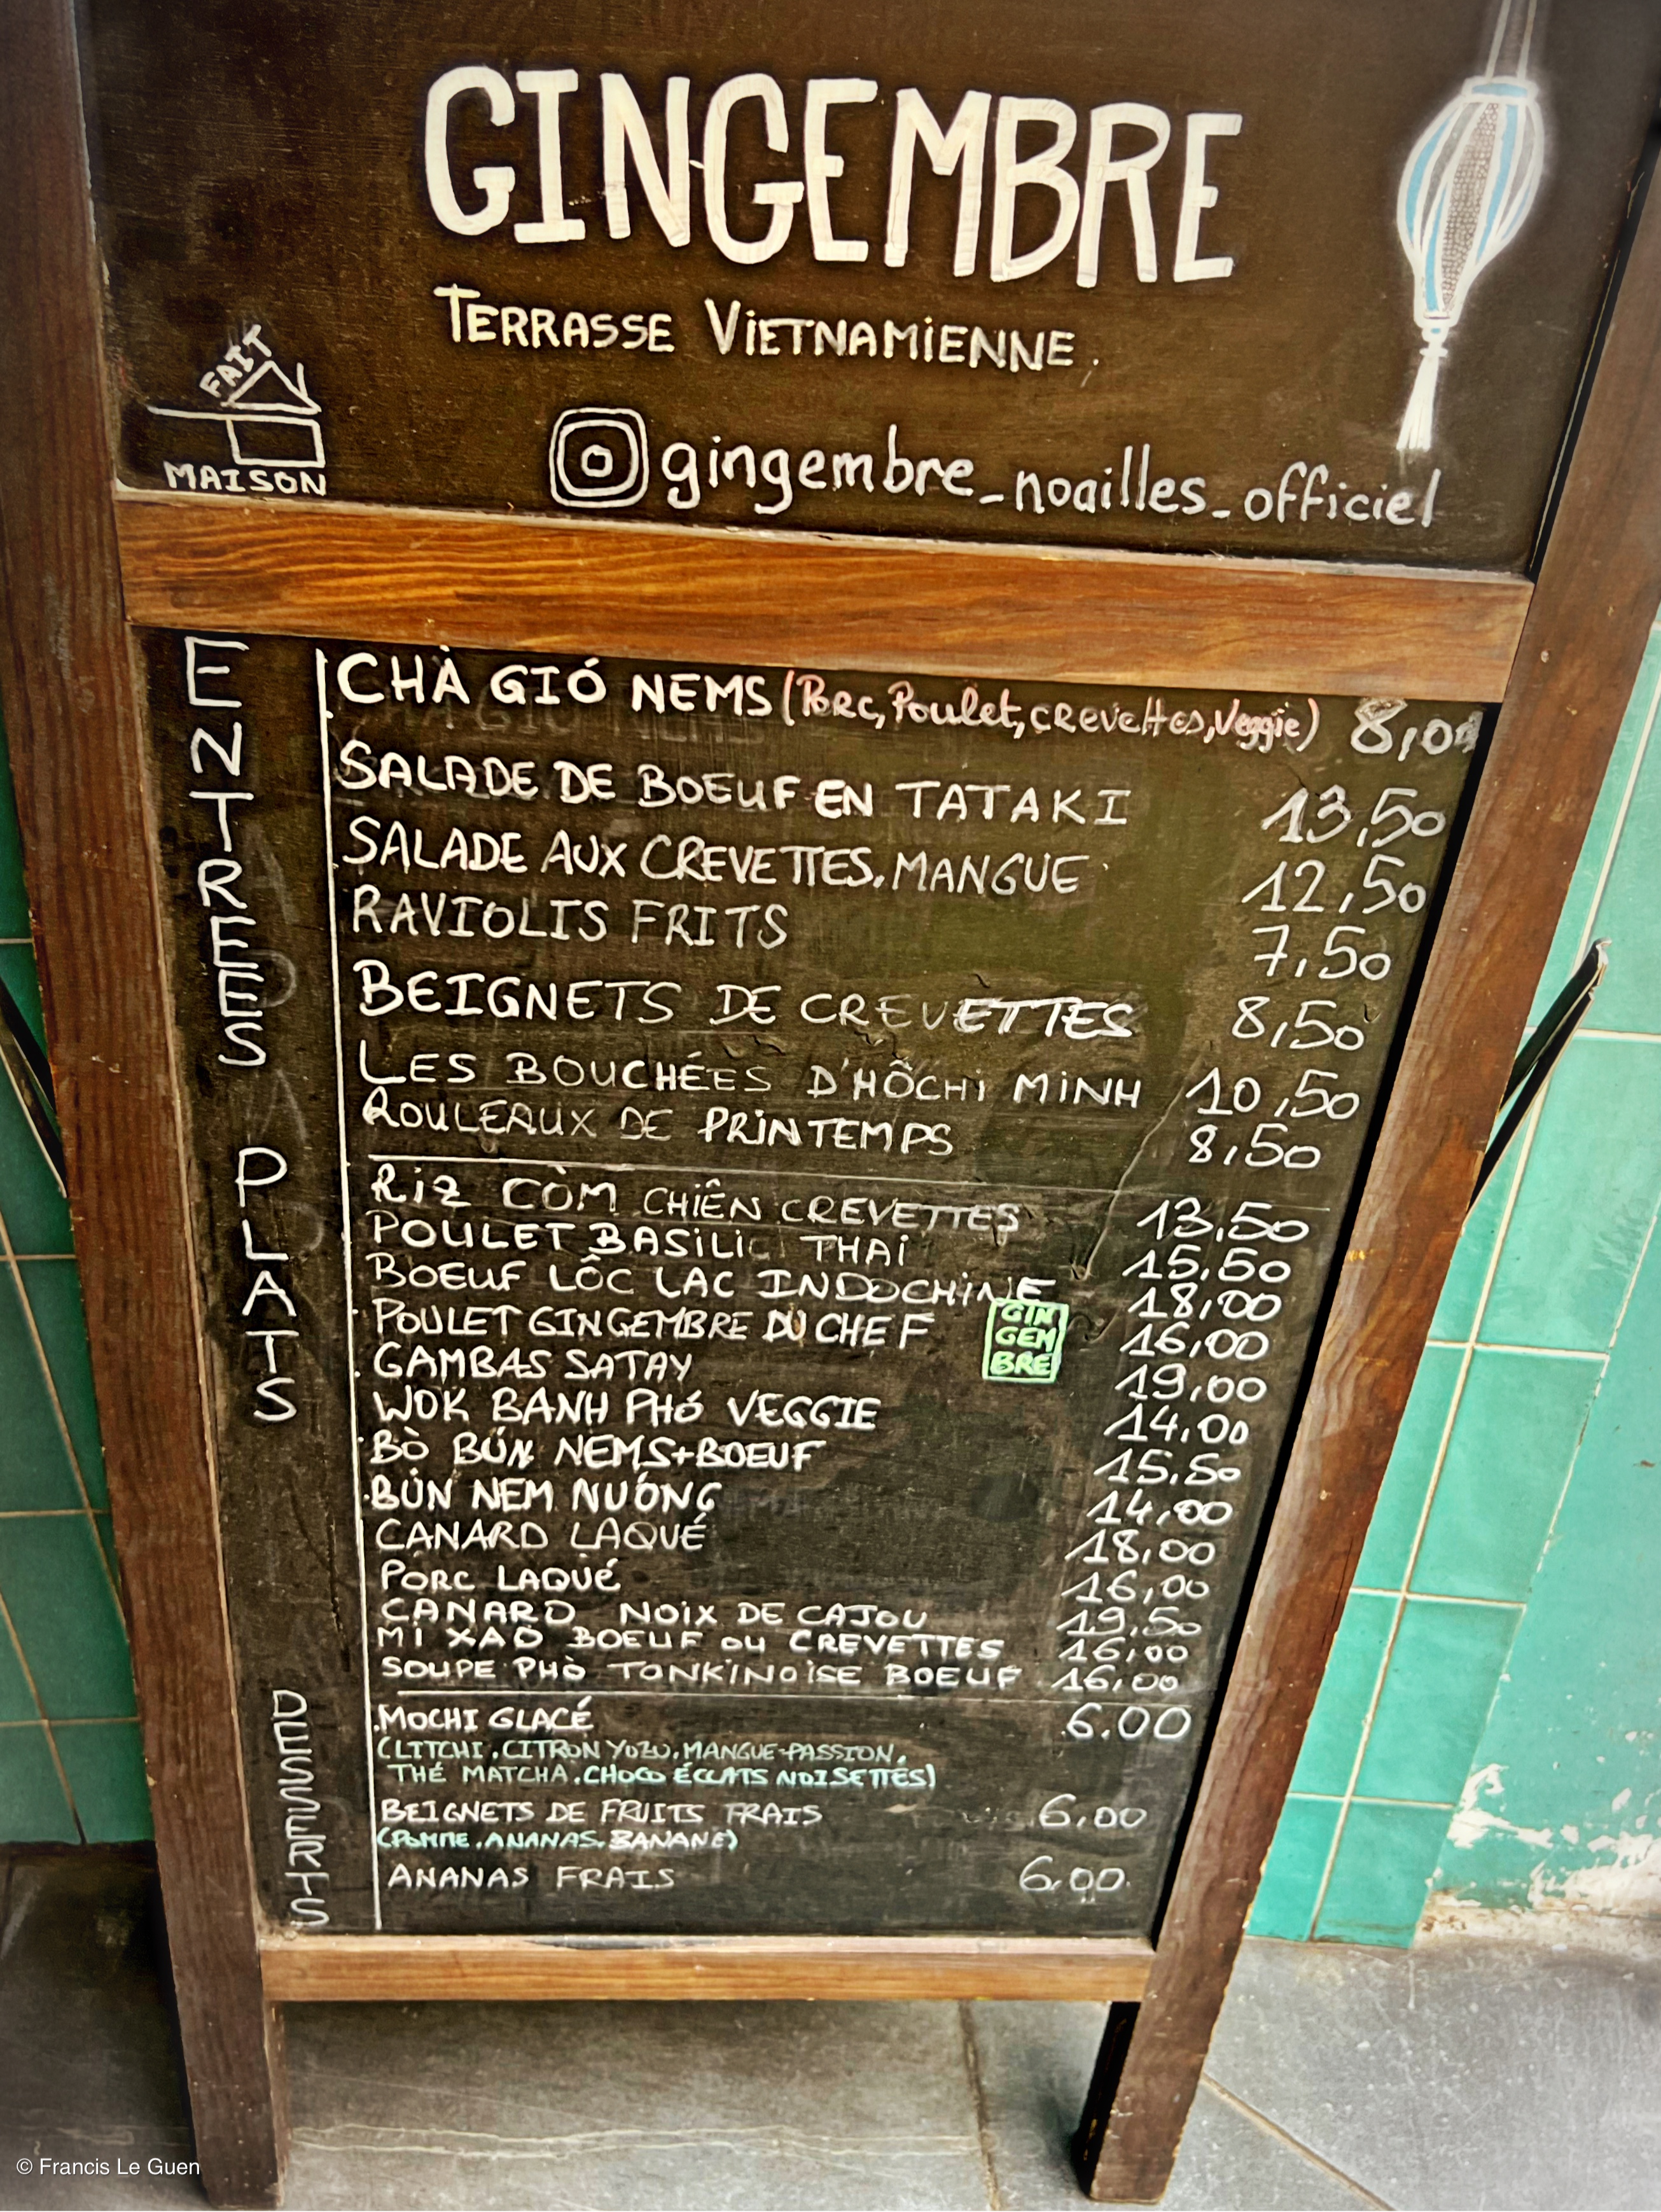 GINGEMBRE
TERRASSE VIETNAMIENNE.
FAIT
MAISON
gingembre_noailles_officiel
ENTREES
CHÀ GIÓ NEMS (Porc, Poulet, crevettes, Veggie) 8,00
SALADE DE BOEUF EN TATAKI 13,50
SALADE AUX CREVETTES. MANGUE 12,50
RAVIOLIS FRITS 7,50
BEIGNETS DE CREVETTES 8,50
LES BOUCHÉES D'HÔCHI MINH 10,50
ROULEAUX DE PRINTEMPS 8,50
PLATS
RIZ CÒM CHIÊN CREVETTES 13,50
POULET BASILIC THAI 15,50
BOEUF LÔC LAC INDOCHINE 18,00
POULET GINGEMBRE DU CHEF GIN GEM BRE 16,00
GAMBAS SATAY 19,00
WOK BANH PHÓ VEGGIE 14,00
BÒ BÚN NEMS+BOEUF 15,50
BÚN NEM NUÓNG 14,00
CANARD LAQUÉ 18,00
PORC LAQUÉ 16,00
CANARD NOIX DE CAJOU 19,50
MI XAO BOEUF OU CREVETTES 16,00
SOUPE PHÒ TONKINOISE BOEUF 16,00
DESSERTS
MOCHI GLACÉ 6.00
(LITCHI, CITRON YUZU, MANGUE-PASSION,
THÉ MATCHA, CHOCO ÉCLATS NOISETTES)
BEIGNETS DE FRUITS FRAIS 6,00
(POMME, ANANAS, BANANE)
ANANAS FRAIS 6,00
© Francis Le Guen